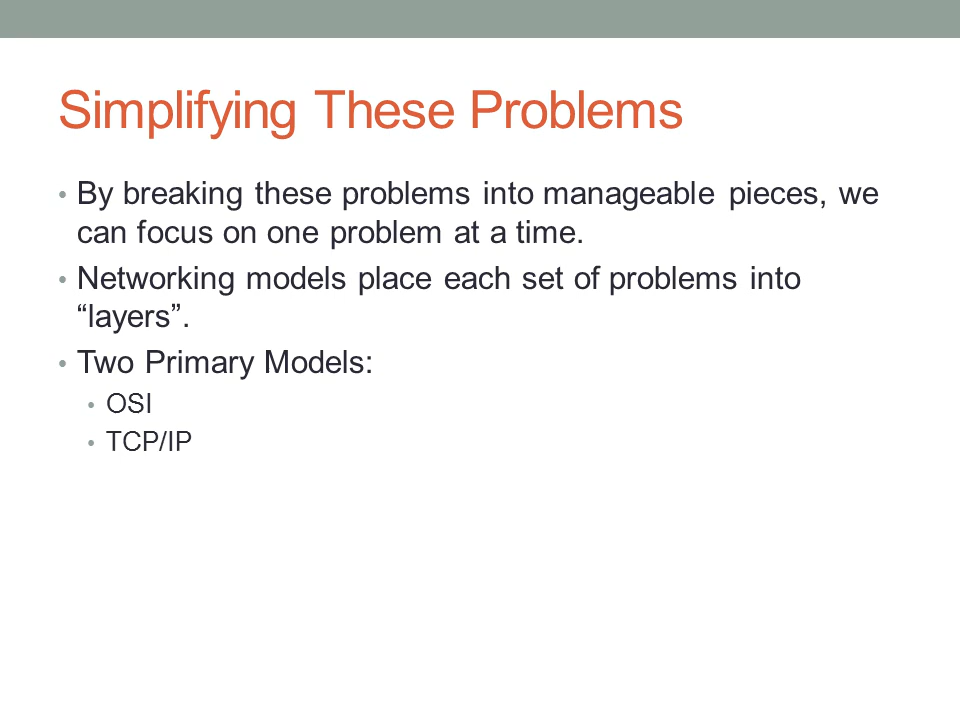 Simplifying These Problems
• By breaking these problems into manageable pieces, we
can focus on one problem at a time.
• Networking models place each set of problems into
“layers”.
• Two Primary Models:
• OSI
• TCP/IP